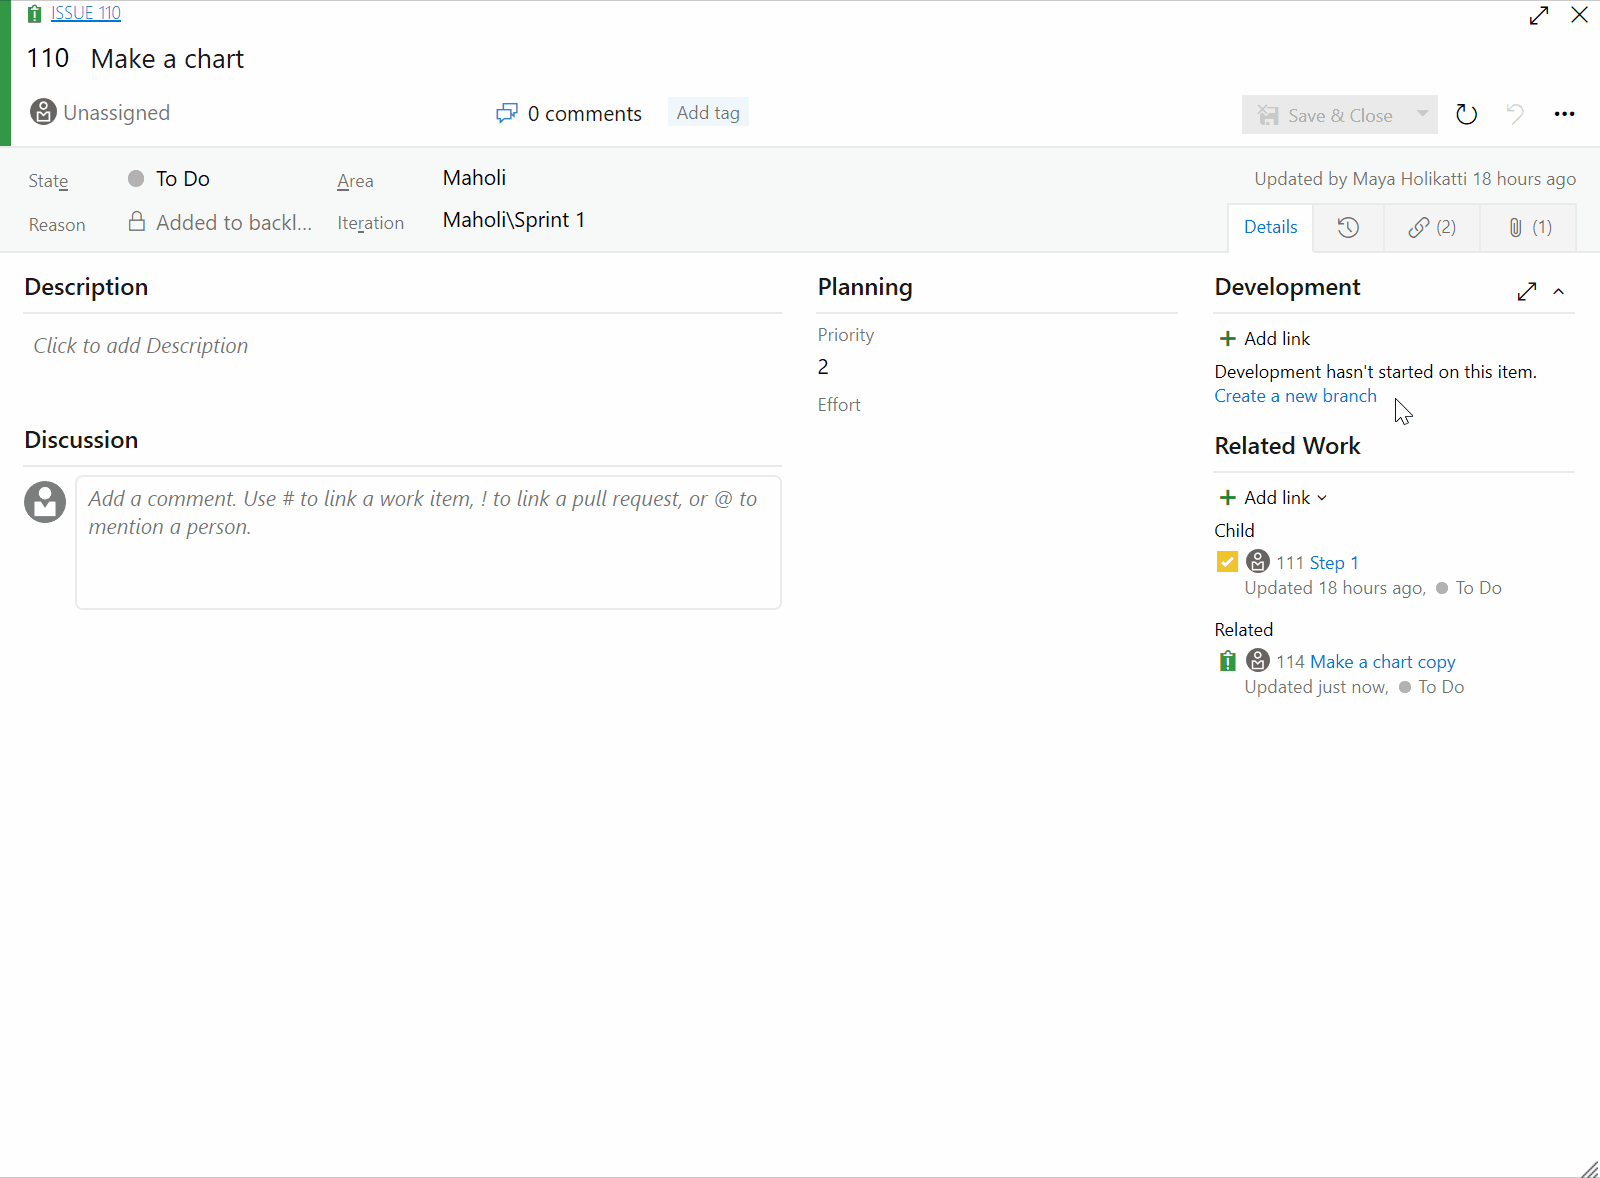 ISSUE 110
110 Make a chart
Unassigned
0 comments
Add tag
Save & Close
State
To Do
Area
Maholi
Updated by Maya Holikatti 18 hours ago
Reason
Added to backl...
Iteration
Maholi\Sprint 1
Details
(2)
(1)
Description
Click to add Description
Discussion
Add a comment. Use # to link a work item, ! to link a pull request, or @ to
mention a person.
Planning
Priority
2
Effort
Development
Add link
Development hasn't started on this item.
Create a new branch
Related Work
Add link
Child
111 Step 1
Updated 18 hours ago, To Do
Related
114 Make a chart copy
Updated just now, To Do